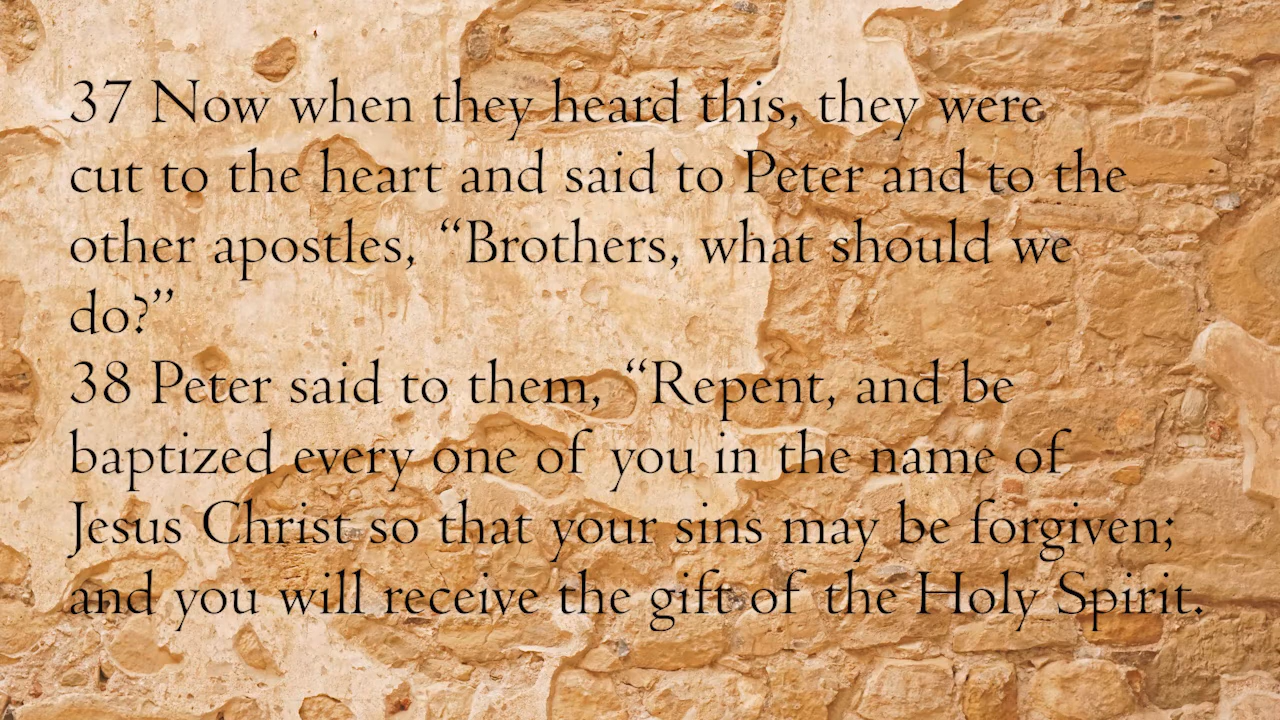 37 Now when they heard this, they were
cut to the heart and said to Peter and to the
other apostles, “Brothers, what should we
do?”
38 Peter said to them, “Repent, and be
baptized every one of you in the name of
Jesus Christ so that your sins may be forgiven;
and you will receive the gift of the Holy Spirit.